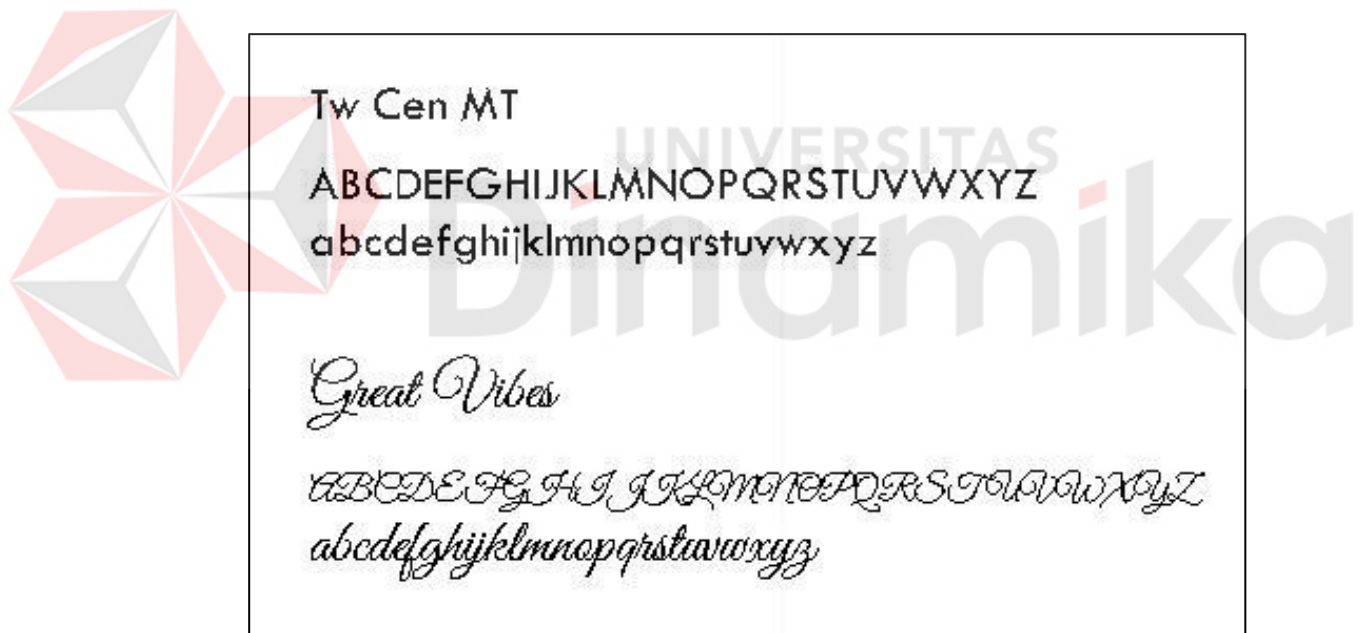 Tw Cen MT
UNIVERSITAS
ABCDEFGHIJKLMNOPQRSTUVWXYZ
Dinamika
abcdefghijklmnopqrstuvwxyz
Great Vibes
ABCDEFGHIJKLMNOPQRSTUVWXYZ
abcdefghijklmnopqrstuvwxyz